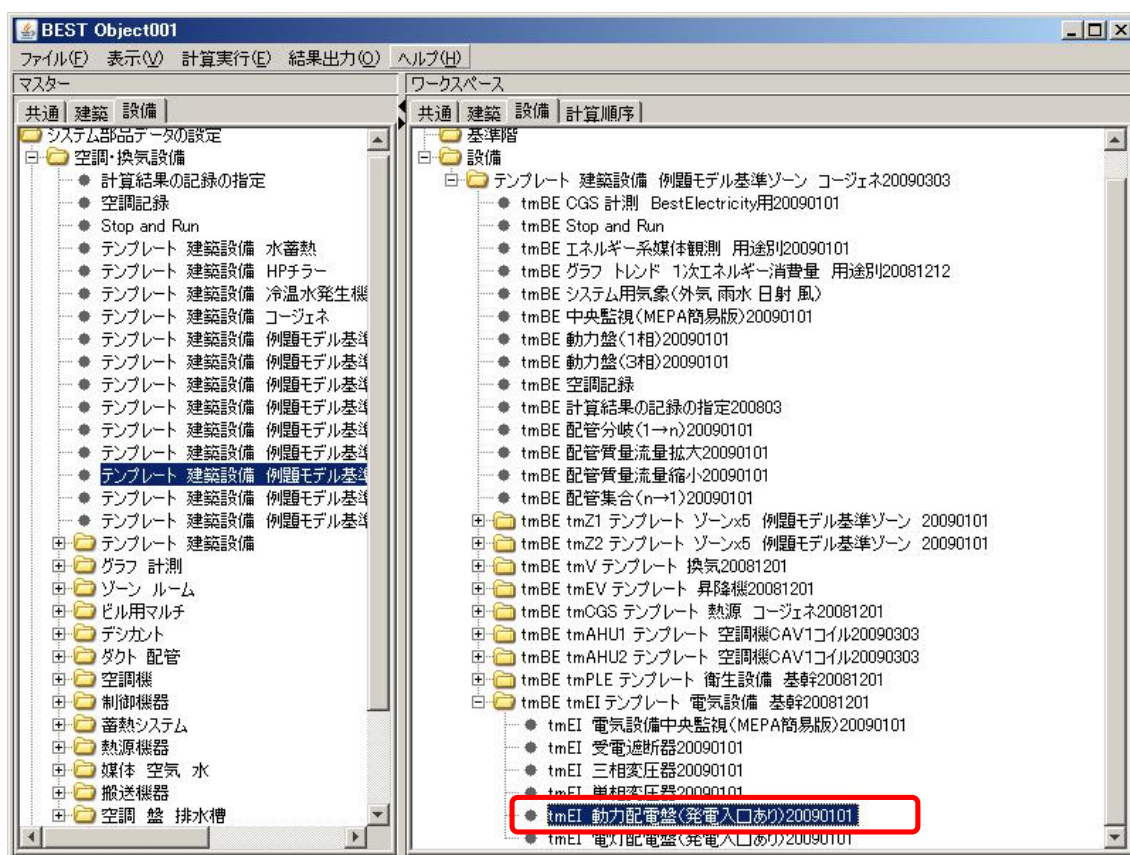 BEST Object001
ファイル(F) 表示(V) 計算実行(E) 結果出力(O) ヘルプ(H)
マスター
共通 建築 設備
システム部品データの設定
空調・換気設備
計算結果の記録の指定
空調記録
Stop and Run
テンプレート 建築設備 水蓄熱
テンプレート 建築設備 HPチラー
テンプレート 建築設備 冷温水発生機
テンプレート 建築設備 コージェネ
テンプレート 建築設備 例題モデル基準
テンプレート 建築設備 例題モデル基準
テンプレート 建築設備 例題モデル基準
テンプレート 建築設備 例題モデル基準
テンプレート 建築設備 例題モデル基準
テンプレート 建築設備 例題モデル基準
テンプレート 建築設備 例題モデル基準
テンプレート 建築設備 例題モデル基準
テンプレート 建築設備 例題モデル基準
テンプレート 建築設備
グラフ 計測
ゾーン ルーム
ビル用マルチ
デシカント
ダクト 配管
空調機
制御機器
蓄熱システム
熱源機器
媒体 空気 水
搬送機器
空調 盤 排水槽
ワークスペース
共通 建築 設備 計算順序
基準階
設備
テンプレート 建築設備 例題モデル基準ゾーン コージェネ20090303
tmBE CGS 計測 BestElectricity用20090101
tmBE Stop and Run
tmBE エネルギー系媒体観測 用途別20090101
tmBE グラフ トレンド 1次エネルギー消費量 用途別20081212
tmBE システム用気象(外気 雨水 日射 風)
tmBE 中央監視(MEPA簡易版)20090101
tmBE 動力盤(1相)20090101
tmBE 動力盤(3相)20090101
tmBE 空調記録
tmBE 計算結果の記録の指定200803
tmBE 配管分岐(1→n)20090101
tmBE 配管質量流量拡大20090101
tmBE 配管質量流量縮小20090101
tmBE 配管集合(n→1)20090101
tmBE tmZ1 テンプレート ゾーンx5 例題モデル基準ゾーン 20090101
tmBE tmZ2 テンプレート ゾーンx5 例題モデル基準ゾーン 20090101
tmBE tmV テンプレート 換気20081201
tmBE tmEV テンプレート 昇降機20081201
tmBE tmCGS テンプレート 熱源 コージェネ20081201
tmBE tmAHU1 テンプレート 空調機CAV1コイル20090303
tmBE tmAHU2 テンプレート 空調機CAV1コイル20090303
tmBE tmPLE テンプレート 衛生設備 基幹20081201
tmBE tmEI テンプレート 電気設備 基幹20081201
tmEI 電気設備中央監視(MEPA簡易版)20090101
tmEI 受電遮断器20090101
tmEI 三相変圧器20090101
tmEI 単相変圧器20090101
tmEI 動力配電盤(発電入口あり)20090101
tmEI 電灯配電盤(発電入口あり)20090101